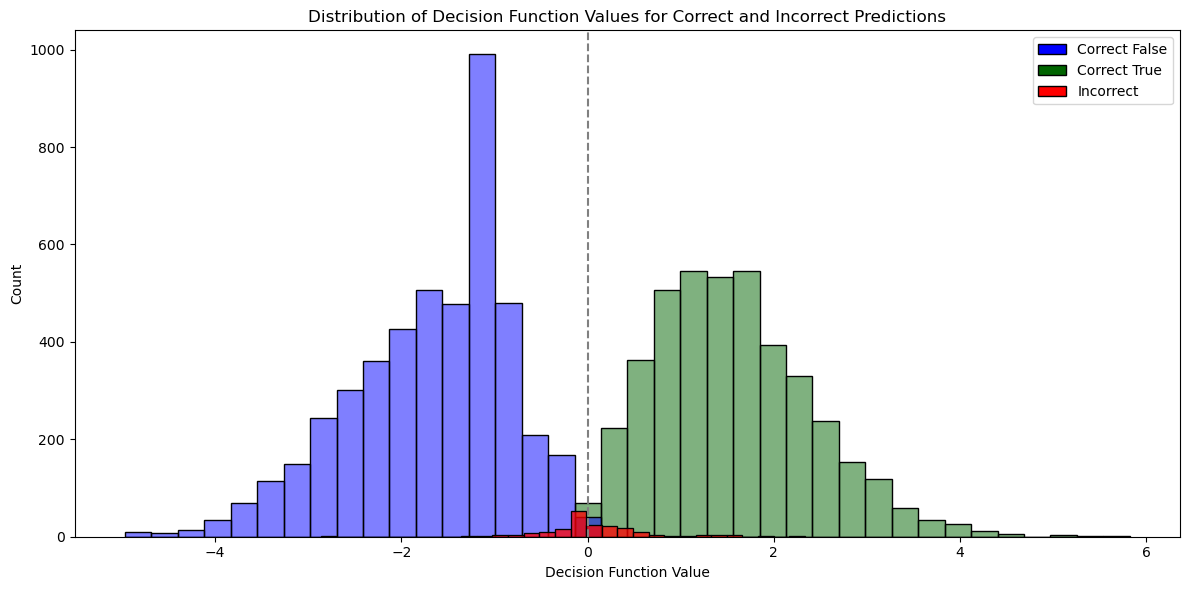 Distribution of Decision Function Values for Correct and Incorrect Predictions
1000
800
600
400
200
0
Count
Correct False
Correct True
Incorrect
−4
−2
0
2
4
6
Decision Function Value